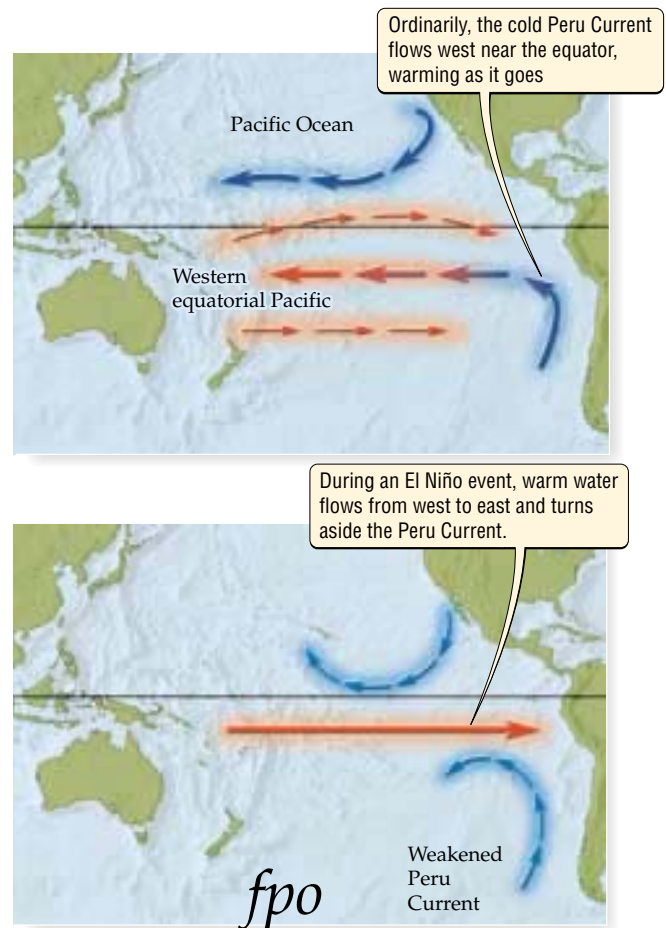 Ordinarily, the cold Peru Current
flows west near the equator,
warming as it goes
Pacific Ocean
Western
equatorial Pacific
During an El Niño event, warm water
flows from west to east and turns
aside the Peru Current.
Weakened
Peru
Current
fpo